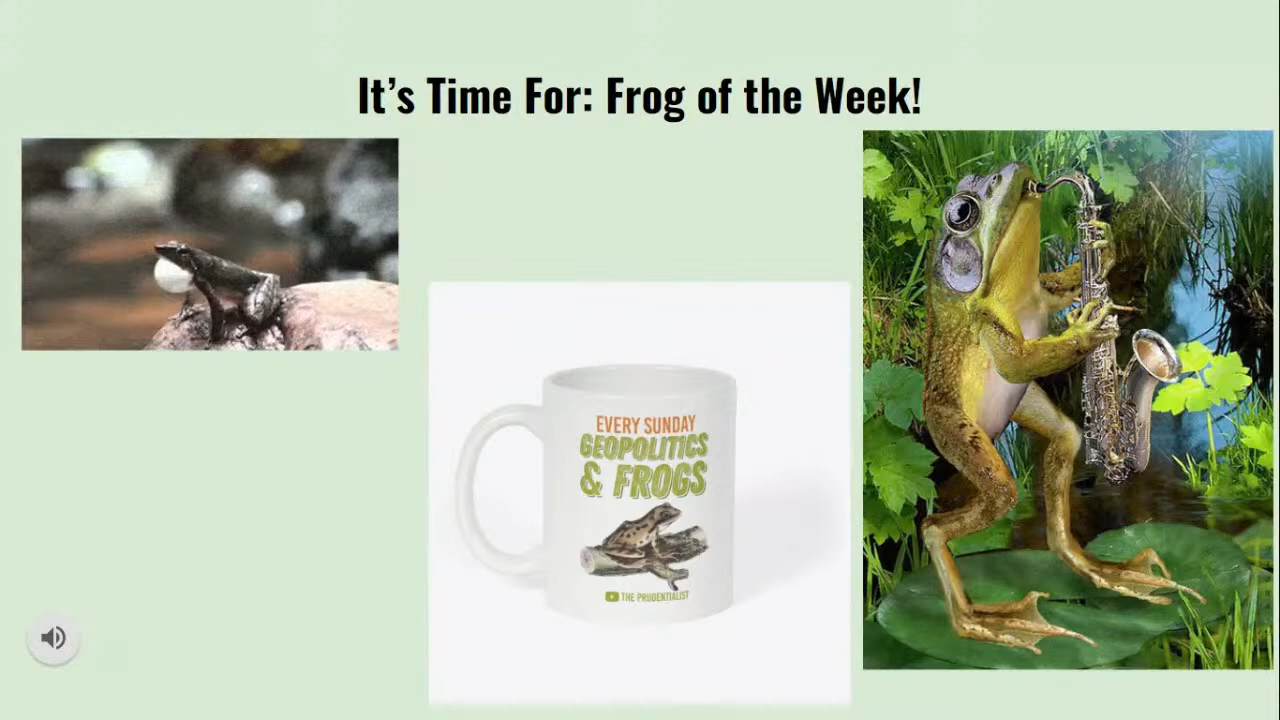 It's Time For: Frog of the Week!
EVERY SUNDAY
GEOPOLITICS
& FROGS
THE PRUDENTIALIST